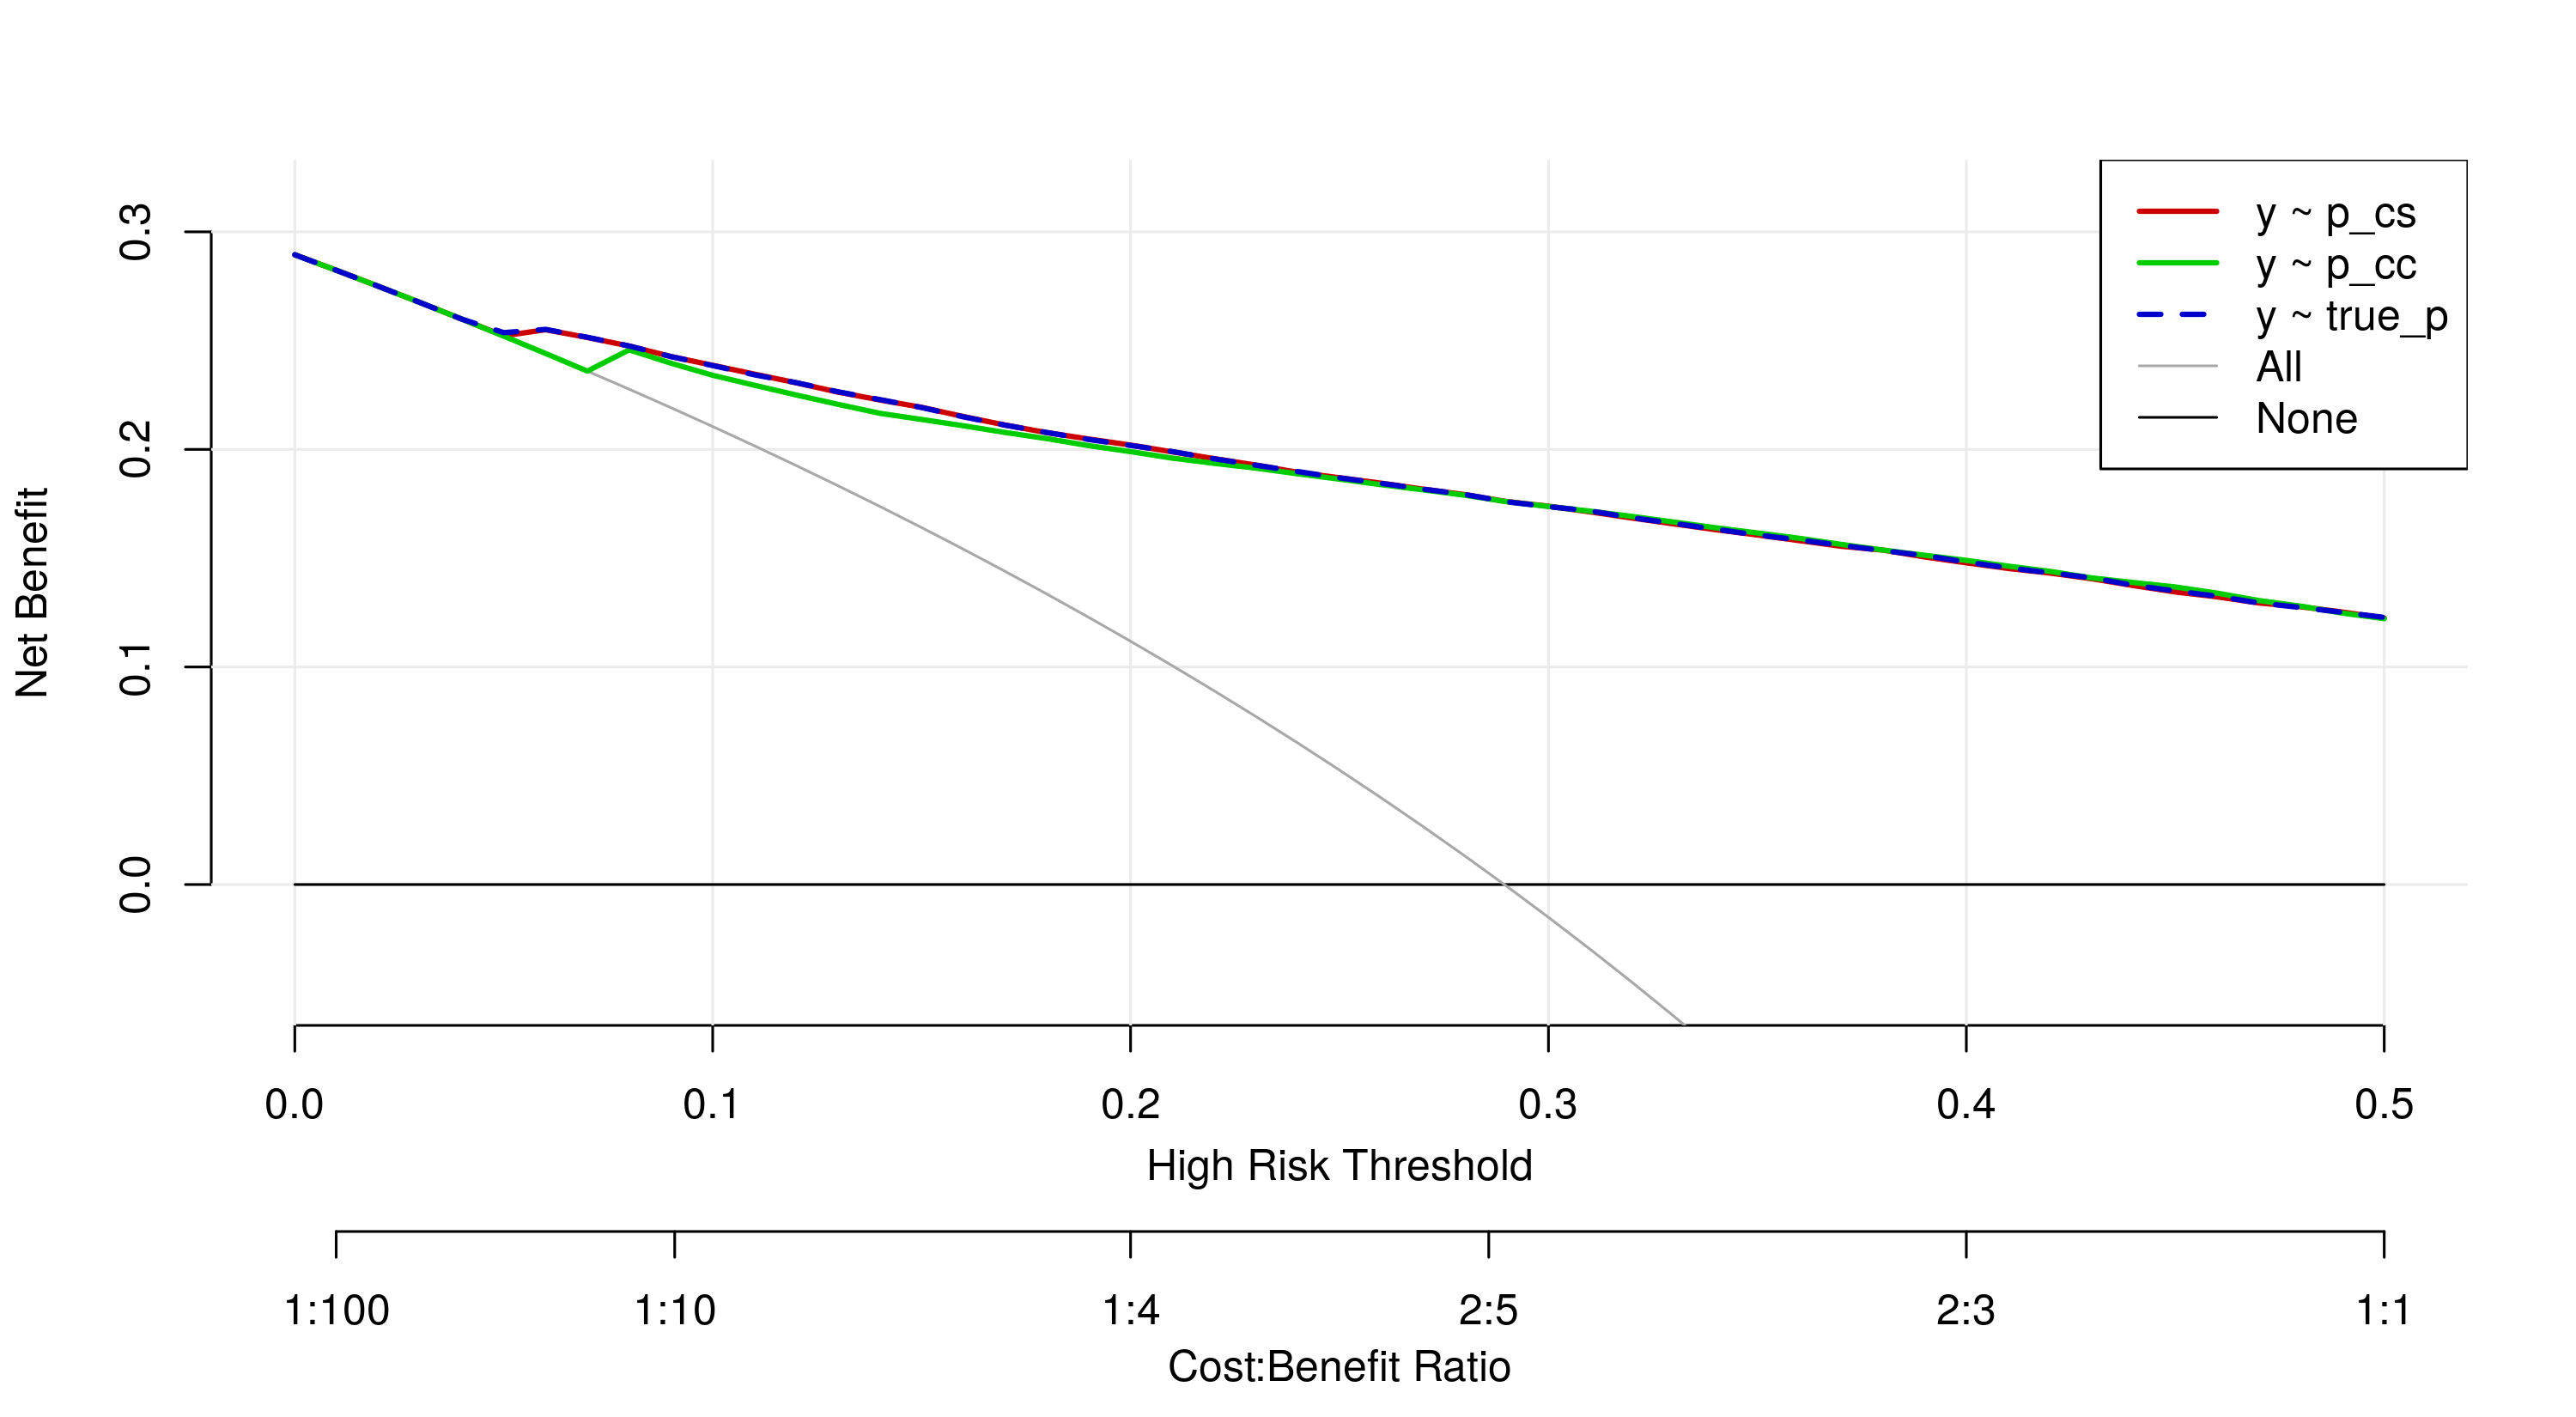 y ~ p_cs
y ~ p_cc
y ~ true_p
All
None
Net Benefit
0.3
0.2
0.1
0.0
0.0 0.1 0.2 0.3 0.4 0.5
High Risk Threshold
1:100 1:10 1:4 2:5 2:3 1:1
Cost:Benefit Ratio